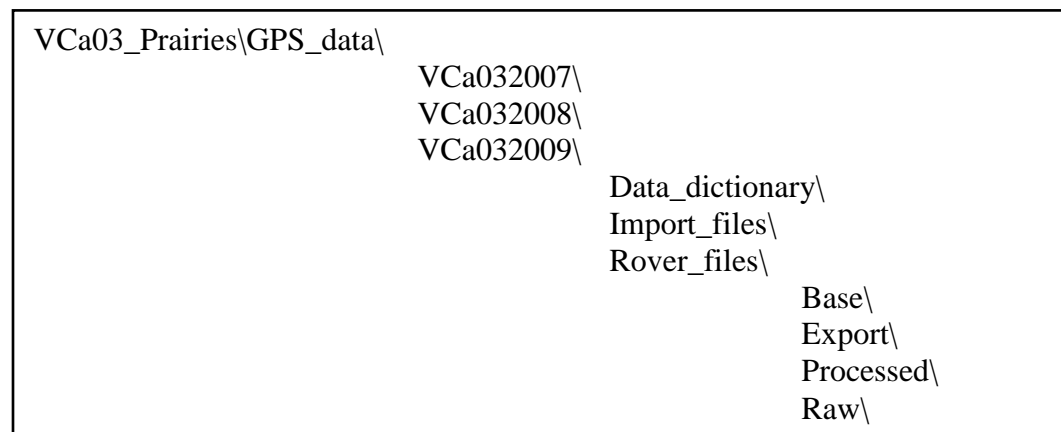 VCa03_Prairies\GPS_data\
VCa032007\
VCa032008\
VCa032009\
Data_dictionary\
Import_files\
Rover_files\
Base\
Export\
Processed\
Raw\